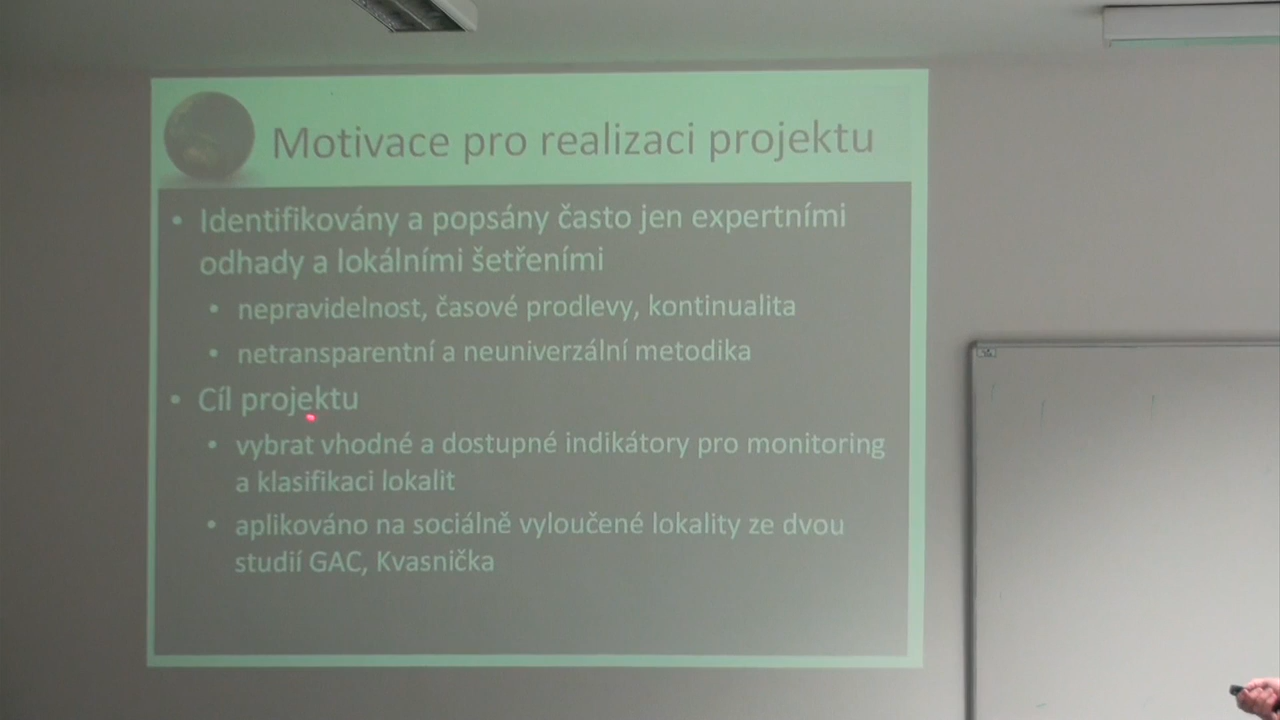 Motivace pro realizaci projektu
• Identifikovány a popsány často jen expertními
odhady a lokálními šetřeními
• nepravidelnost, časové prodlevy, kontinualita
• netransparentní a neuniverzální metodika
• Cíl projektu
• vybrat vhodné a dostupné indikátory pro monitoring
a klasifikaci lokalit
• aplikováno na sociálně vyloučené lokality ze dvou
studií GAC, Kvasnička